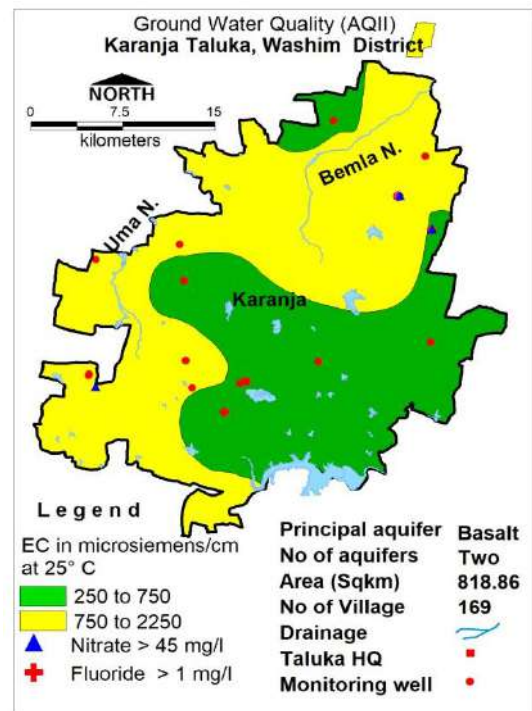 Ground Water Quality (AQII)
Karanja Taluka, Washim District
NORTH
0 7.5 15
kilometers
Bemla N.
Uma N.
Karanja
Legend
EC in microsiemens/cm
at 25° C
250 to 750
750 to 2250
Nitrate > 45 mg/l
Fluoride > 1 mg/l
Principal aquifer Basalt
No of aquifers Two
Area (Sqkm) 818.86
No of Village 169
Drainage
Taluka HQ
Monitoring well